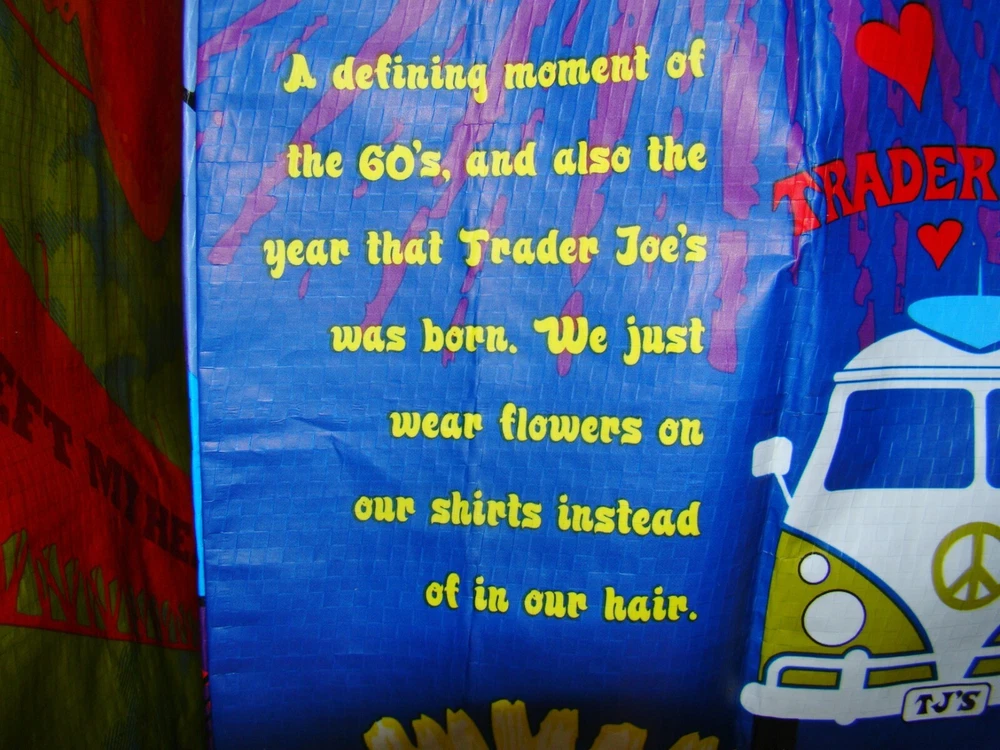 A defining moment of
the 60's, and also the
year that Trader Joe's
was born. We just
wear flowers on
our shirts instead
of in our hair.
TRADER
TJ'S